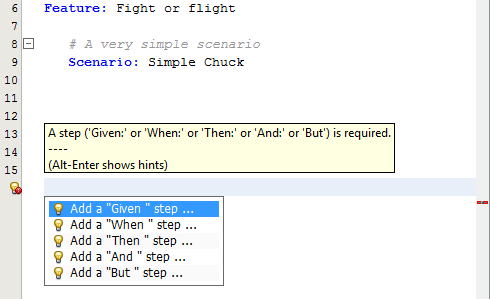 6 Feature: Fight or flight
7
8 # A very simple scenario
9 Scenario: Simple Chuck
10
11
12
13 A step ('Given:' or 'When:' or 'Then:' or 'And:' or 'But') is required.
14 ----
15 (Alt-Enter shows hints)
Add a "Given " step ...
Add a "When " step ...
Add a "Then " step ...
Add a "And " step ...
Add a "But " step ...